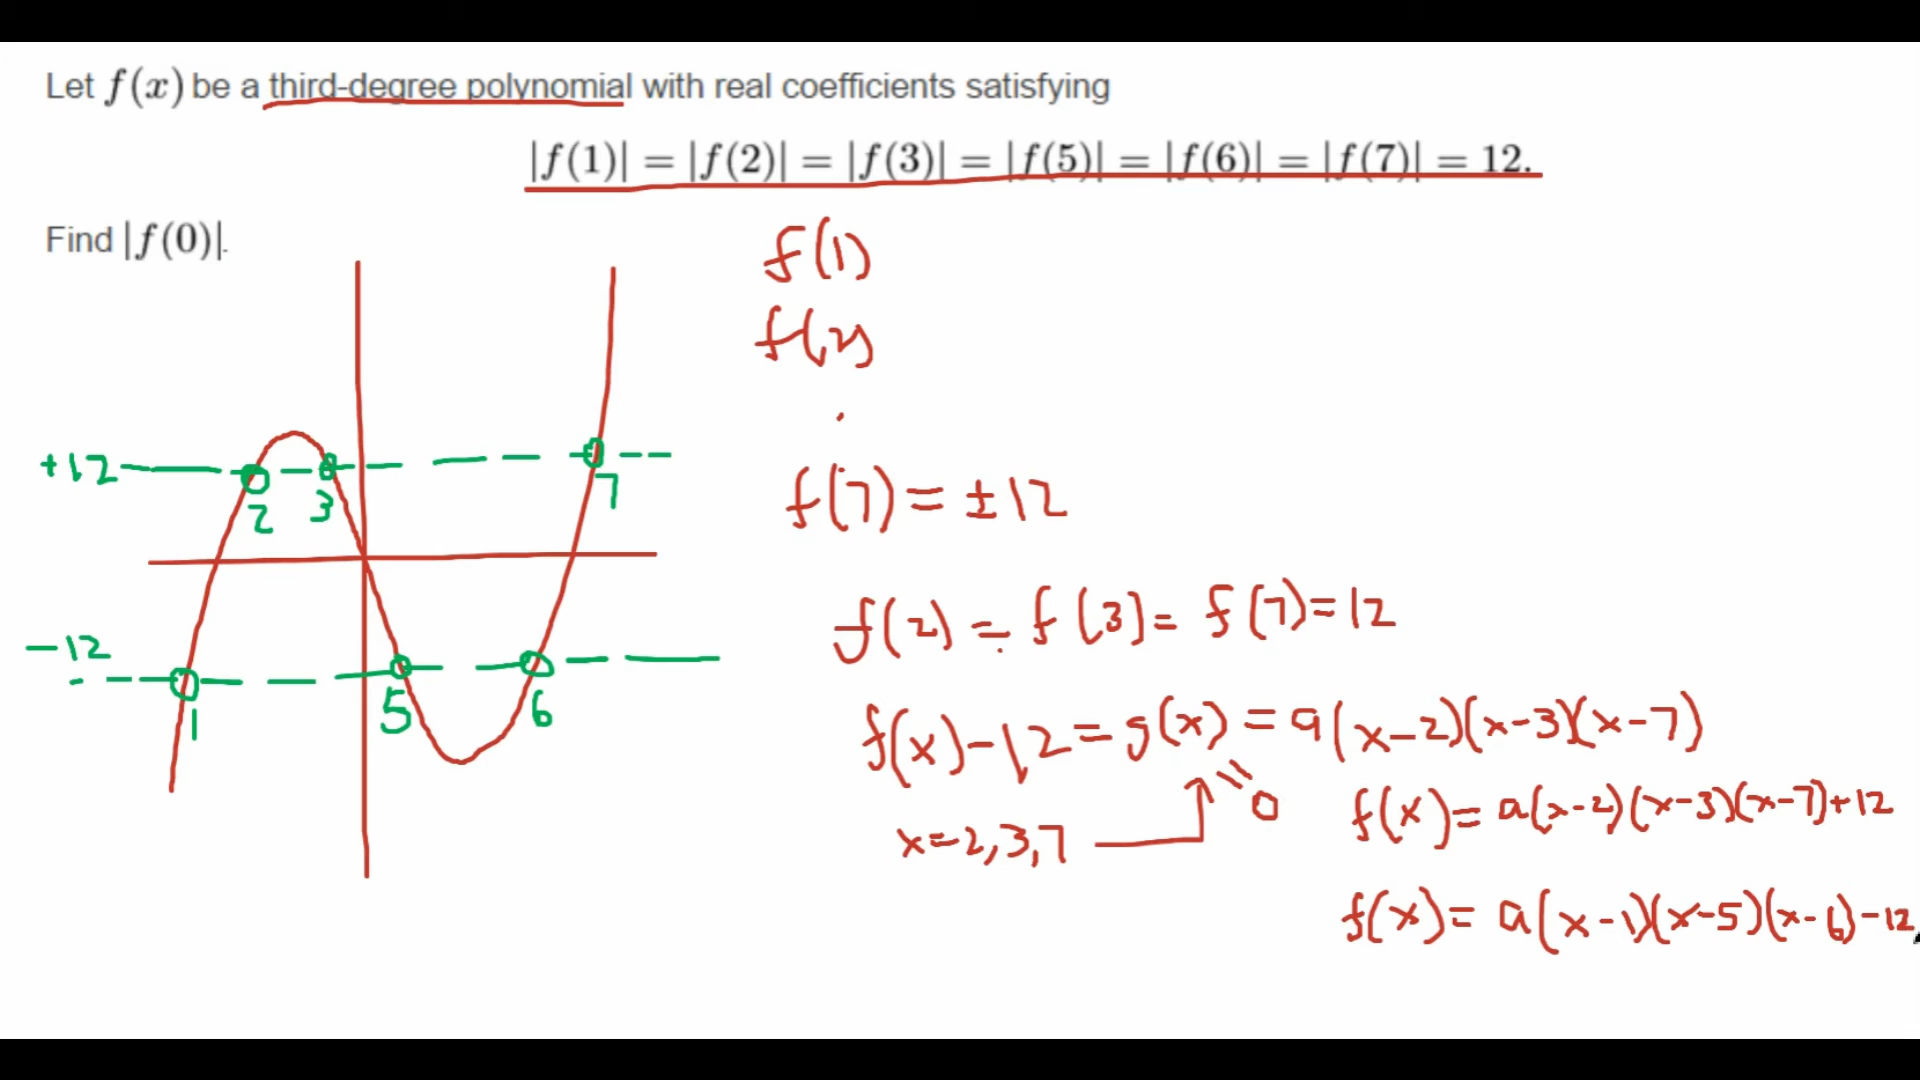 Let f(x) be a third-degree polynomial with real coefficients satisfying
|f(1)| = |f(2)| = |f(3)| = |f(5)| = |f(6)| = |f(7)| = 12.
Find |f(0)|.
f(1)
f(2)
.
f(7) = ±12
+12
2
3
7
-12
1
5
6
f(2) = f(3) = f(7) = 12
f(x) - 12 = g(x) = a(x-2)(x-3)(x-7)
0
x = 2, 3, 7
f(x) = a(x-2)(x-3)(x-7)+12
f(x) = a(x-1)(x-5)(x-6)-12